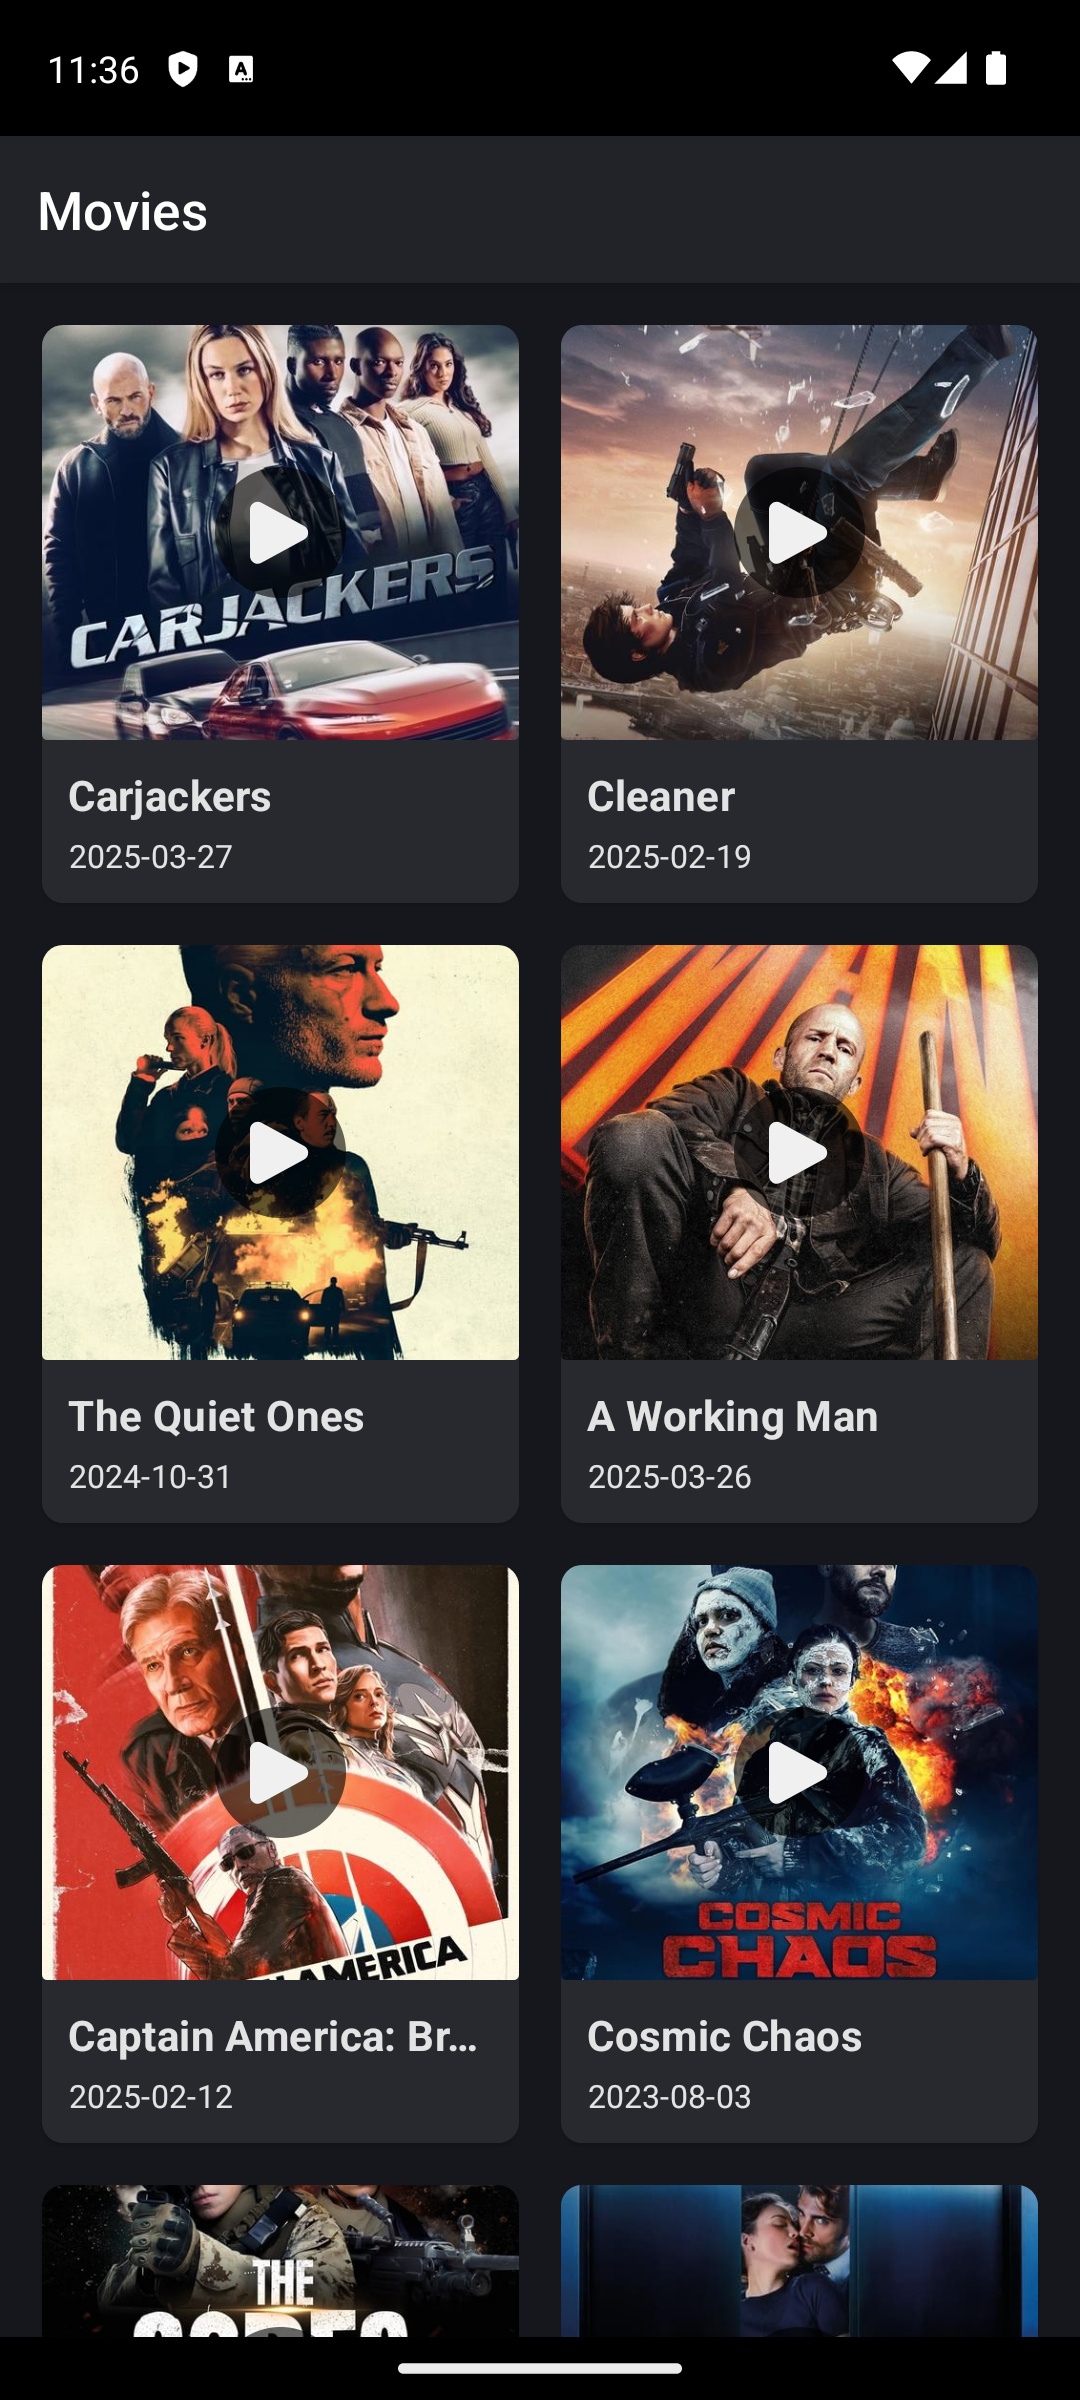 11:36
Movies
CARJACKERS
Carjackers
2025-03-27
Cleaner
2025-02-19
MAN
The Quiet Ones
2024-10-31
A Working Man
2025-03-26
AMERICA
COSMIC
CHAOS
Captain America: Br...
2025-02-12
Cosmic Chaos
2023-08-03
THE